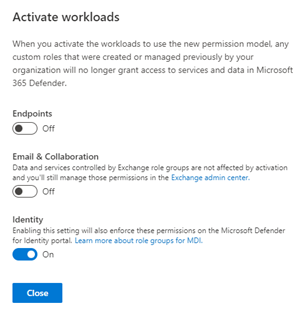 Activate workloads
When you activate the workloads to use the new permission model, any
custom roles that were created or managed previously by your
organization will no longer grant access to services and data in Microsoft
365 Defender.
Endpoints
Off
Email & Collaboration
Data and services controlled by Exchange role groups are not affected by activation
and you'll still manage those permissions in the Exchange admin center.
Off
Identity
Enabling this setting will also enforce these permissions on the Microsoft Defender
for Identity portal. Learn more about role groups for MDI.
On
Close